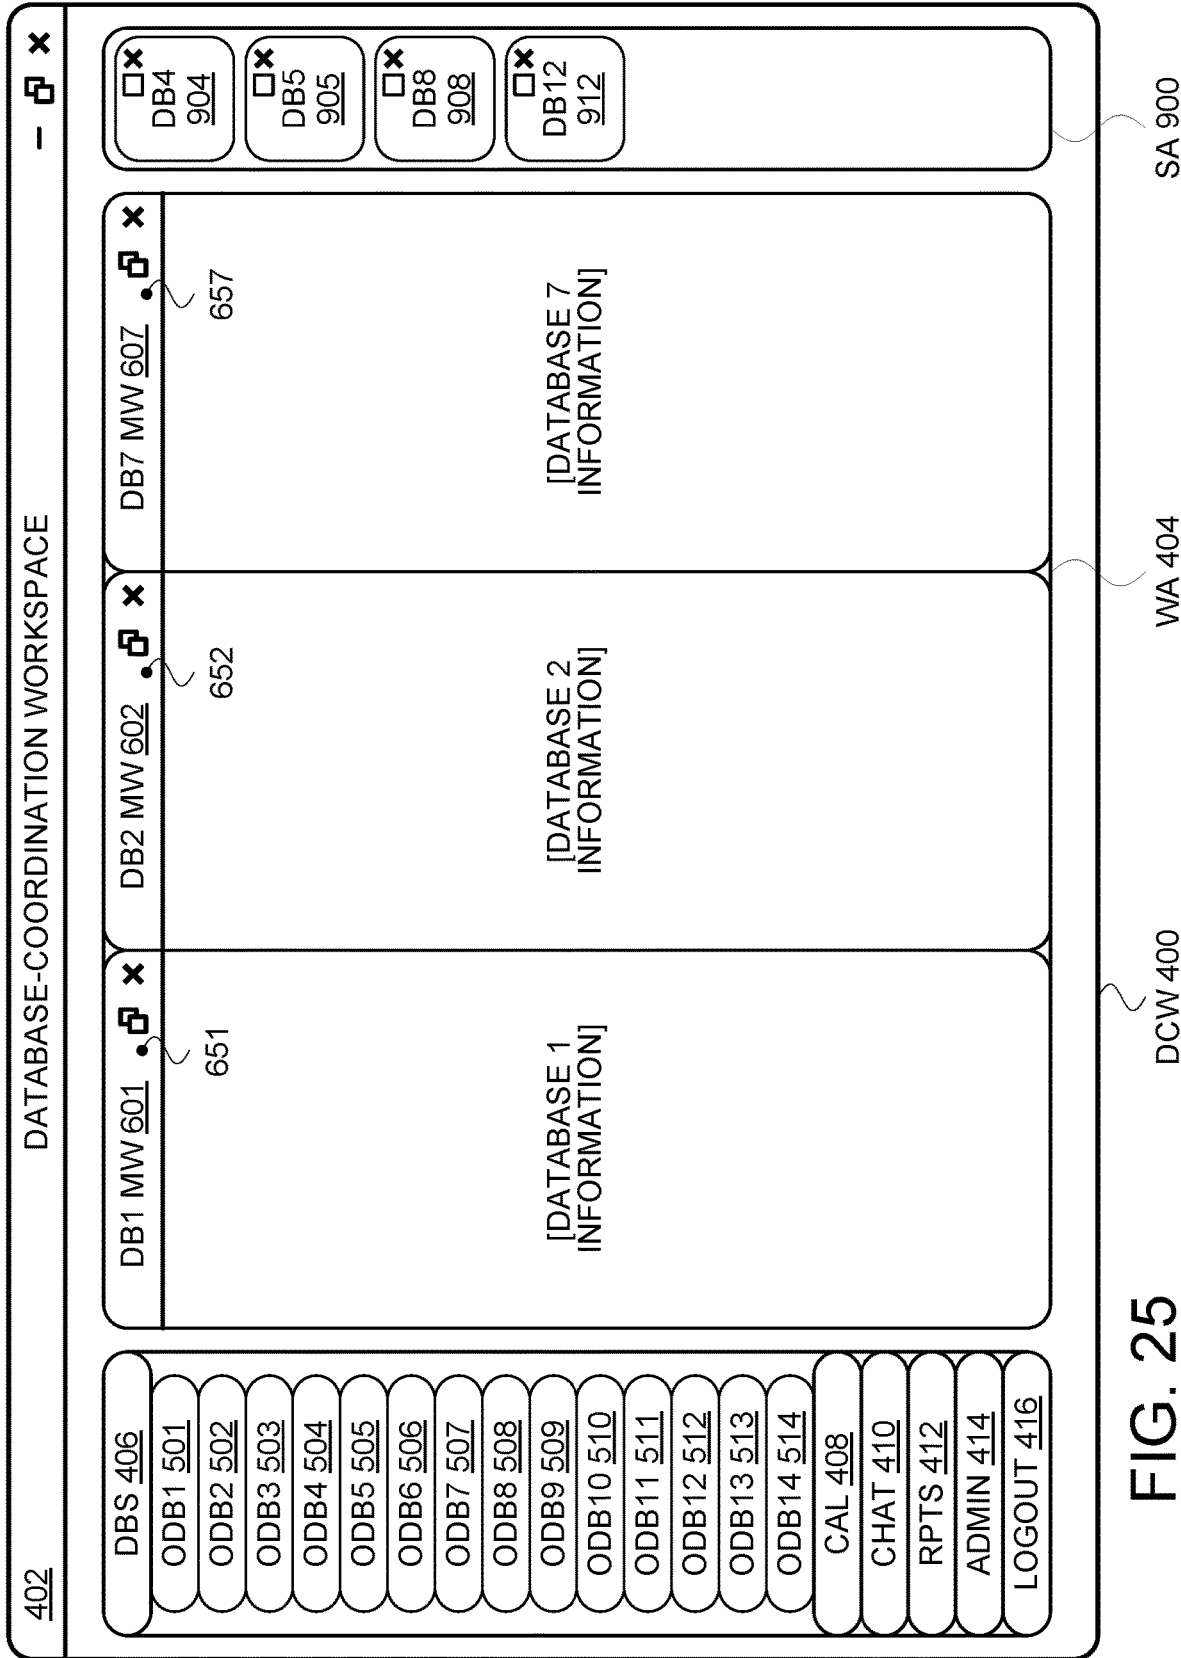 402
DATABASE-COORDINATION WORKSPACE
DBS 406
ODB1 501
ODB2 502
ODB3 503
ODB4 504
ODB5 505
ODB6 506
ODB7 507
ODB8 508
ODB9 509
ODB10 510
ODB11 511
ODB12 512
ODB13 513
ODB14 514
CAL 408
CHAT 410
RPTS 412
ADMIN 414
LOGOUT 416
DB1 MW 601
651
[DATABASE 1
INFORMATION]
DB2 MW 602
652
[DATABASE 2
INFORMATION]
DB7 MW 607
657
[DATABASE 7
INFORMATION]
DB4
904
DB5
905
DB8
908
DB12
912
DCW 400
WA 404
SA 900
FIG. 25